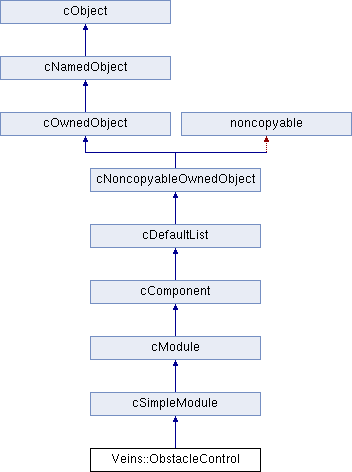 cObject
cNamedObject
cOwnedObject
noncopyable
cNoncopyableOwnedObject
cDefaultList
cComponent
cModule
cSimpleModule
Veins::ObstacleControl